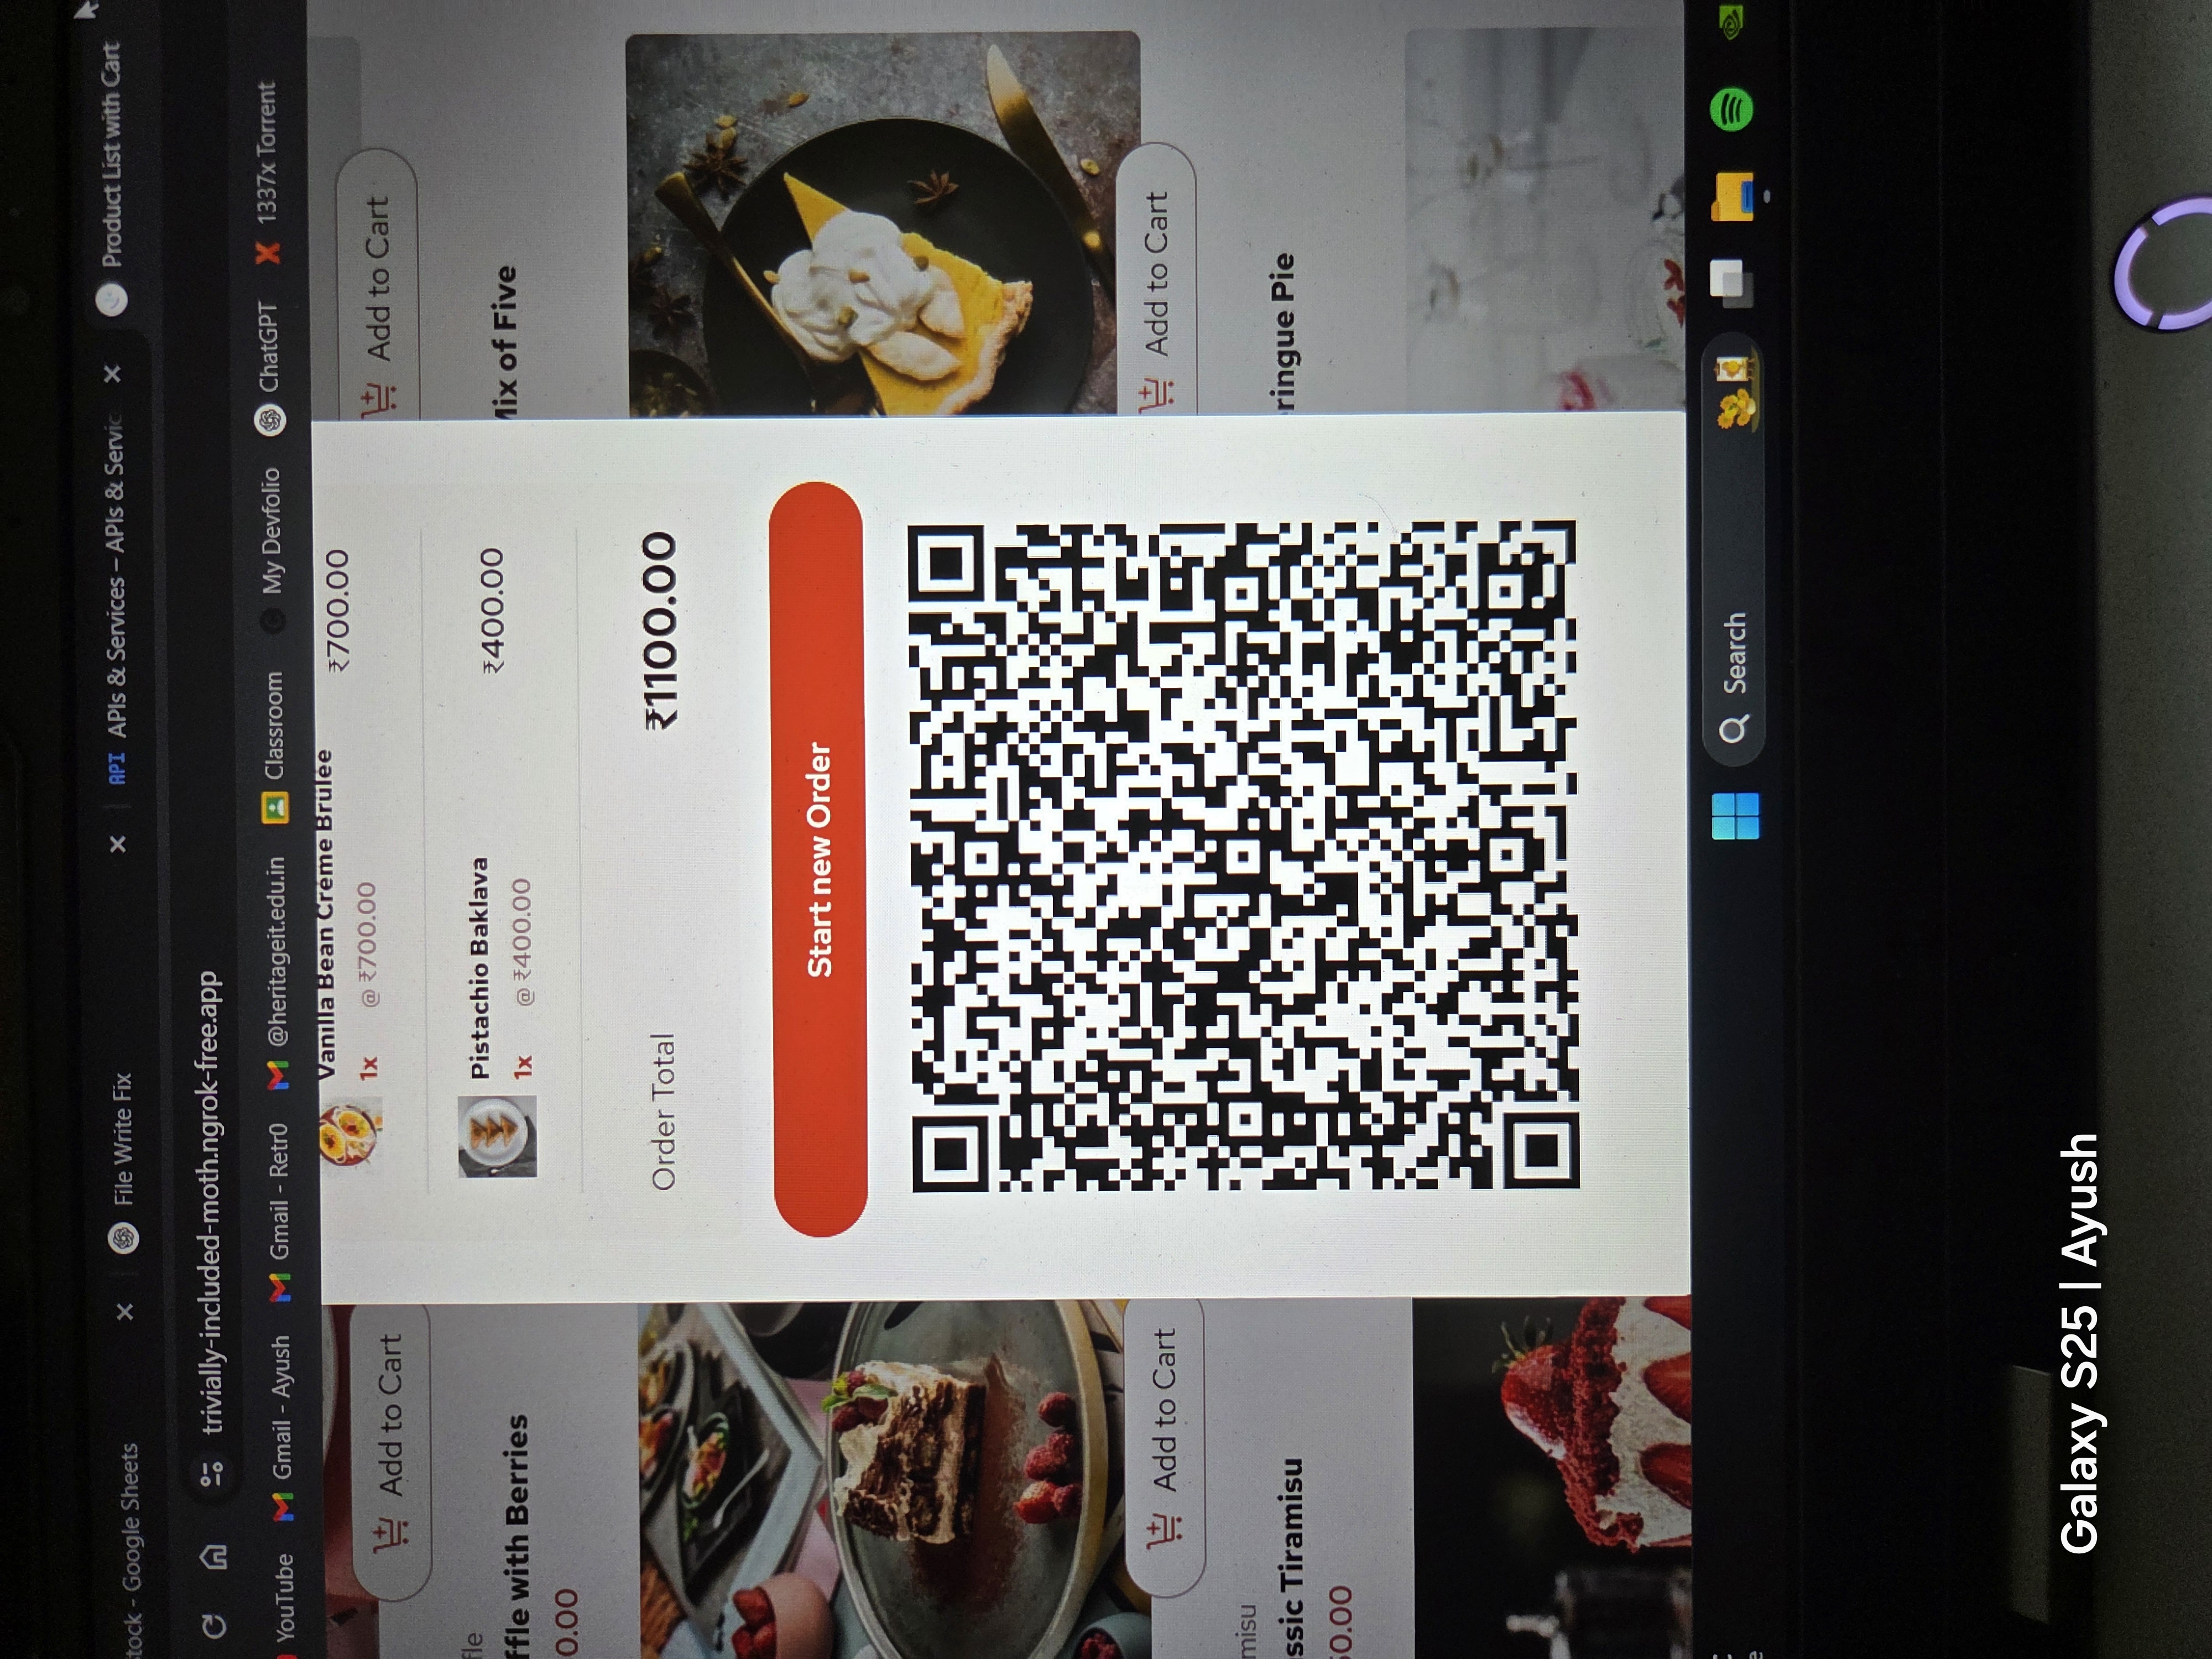 tock - Google Sheets
File Write Fix
API APIs & Services – APIs & Servic
Product List with Cart
trivially-included-moth.ngrok-free.app
YouTube
Gmail - Ayush
Gmail - Retr0
@heritageit.edu.in
Classroom
My Devfolio
ChatGPT
1337x Torrent
Vanilla Bean Crème Brûlée
1x @ ₹700.00
₹700.00
Pistachio Baklava
1x @ ₹400.00
₹400.00
Order Total ₹1100.00
Start new Order
Add to Cart
fle
ffle with Berries
0.00
Add to Cart
misu
ssic Tiramisu
50.00
Add to Cart
Mix of Five
Add to Cart
ringue Pie
Search
Galaxy S25 | Ayush